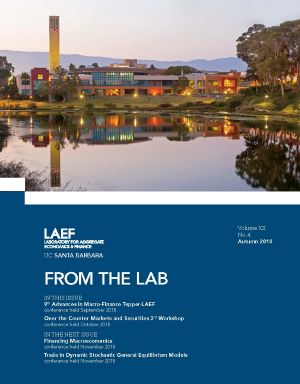 LAEF
LABORATORY FOR AGGREGATE
ECONOMICS & FINANCE
UC SANTA BARBARA
Volume XII
No. 4
Autumn 2018
FROM THE LAB
IN THIS ISSUE
9th Advances in Macro-Finance Tepper-LAEF
conference held September 2018
Over the Counter Markets and Securities 3rd Workshop
conference held October 2018
IN THE NEXT ISSUE
Financing Macroeconomics
conference held November 2018
Trade in Dynamic Stochastic General Equilibrium Models
conference held November 2018